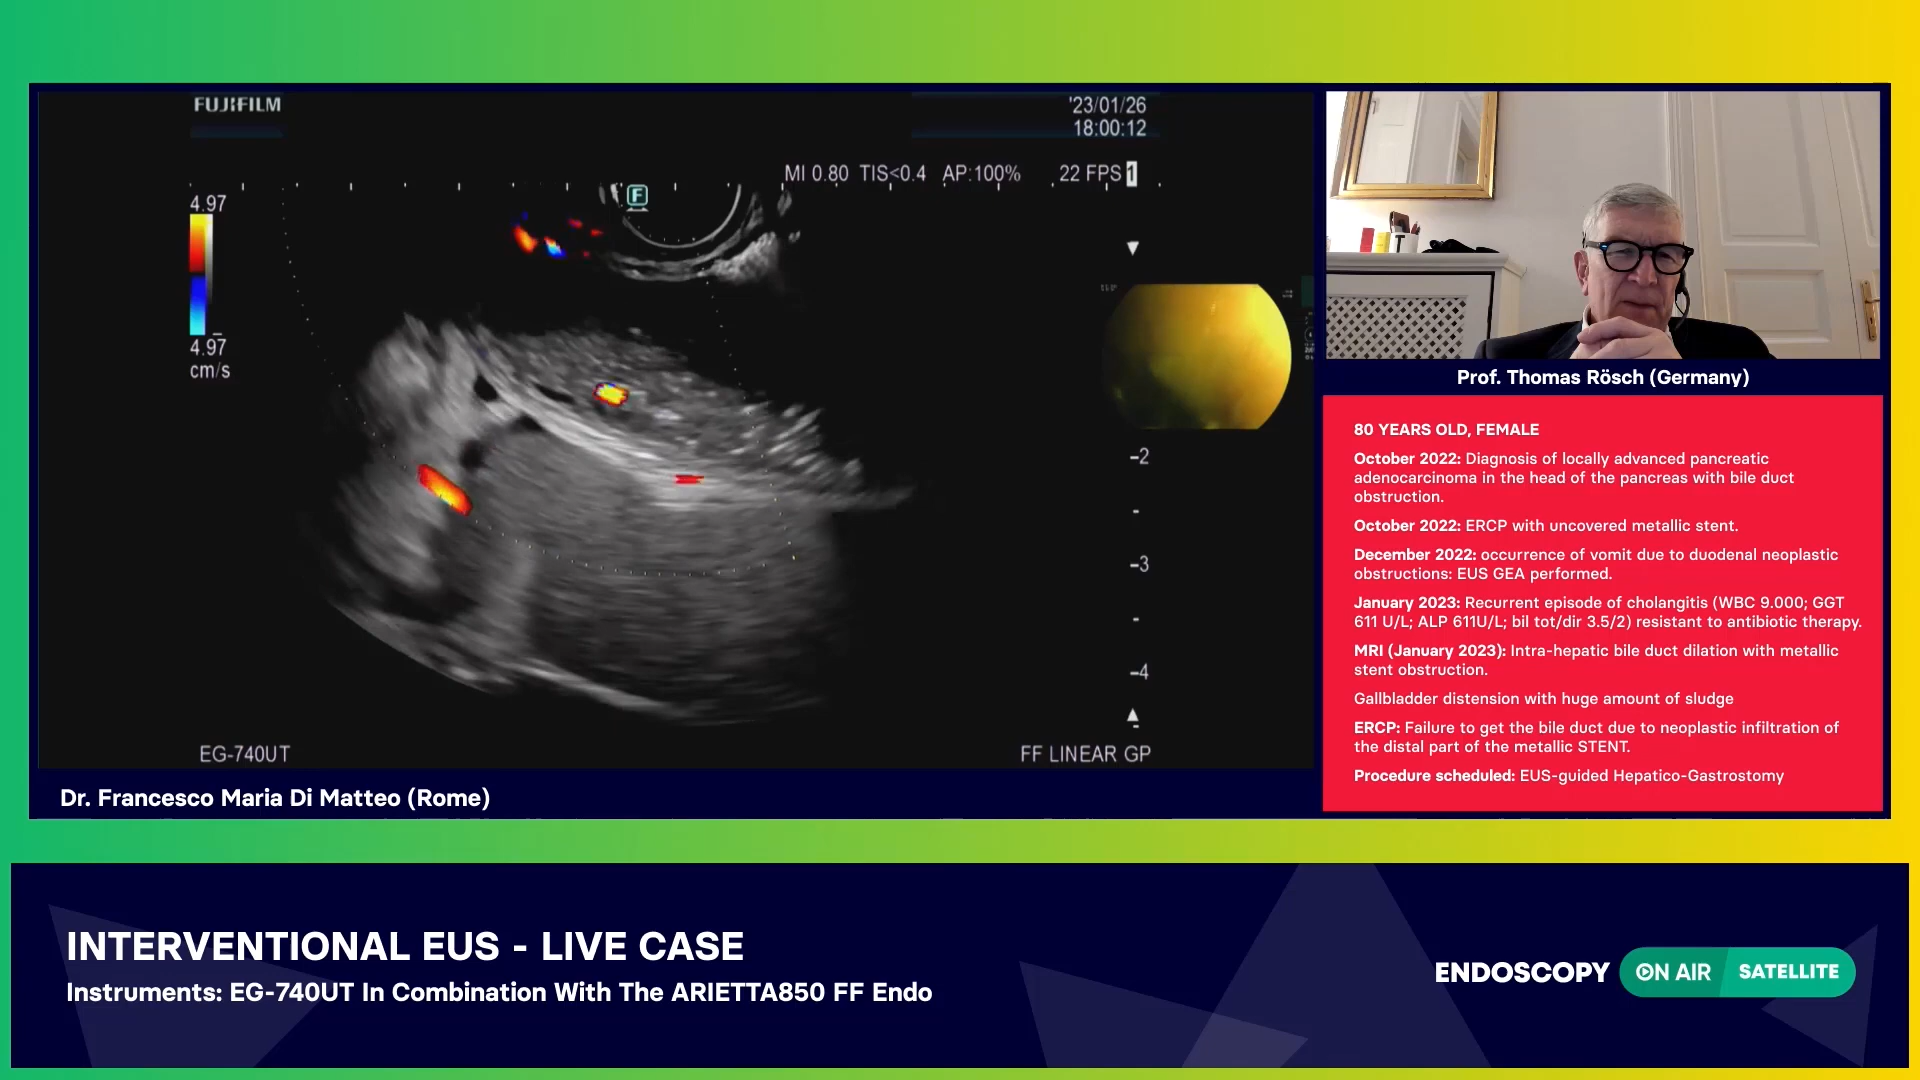 FUJIFILM
'23/01/26
18:00:12
MI 0.80 TIS<0.4 AP:100% 22 FPS 1
4.97
F
4.97
cm/s
-2
-3
-4
EG-740UT
FF LINEAR GP
Dr. Francesco Maria Di Matteo (Rome)
Prof. Thomas Rösch (Germany)
80 YEARS OLD, FEMALE
October 2022: Diagnosis of locally advanced pancreatic
adenocarcinoma in the head of the pancreas with bile duct
obstruction.
October 2022: ERCP with uncovered metallic stent.
December 2022: occurrence of vomit due to duodenal neoplastic
obstructions: EUS GEA performed.
January 2023: Recurrent episode of cholangitis (WBC 9.000; GGT
611 U/L; ALP 611U/L; bil tot/dir 3.5/2) resistant to antibiotic therapy.
MRI (January 2023): Intra-hepatic bile duct dilation with metallic
stent obstruction.
Gallbladder distension with huge amount of sludge
ERCP: Failure to get the bile duct due to neoplastic infiltration of
the distal part of the metallic STENT.
Procedure scheduled: EUS-guided Hepatico-Gastrostomy
INTERVENTIONAL EUS - LIVE CASE
Instruments: EG-740UT In Combination With The ARIETTA850 FF Endo
ENDOSCOPY ON AIR SATELLITE